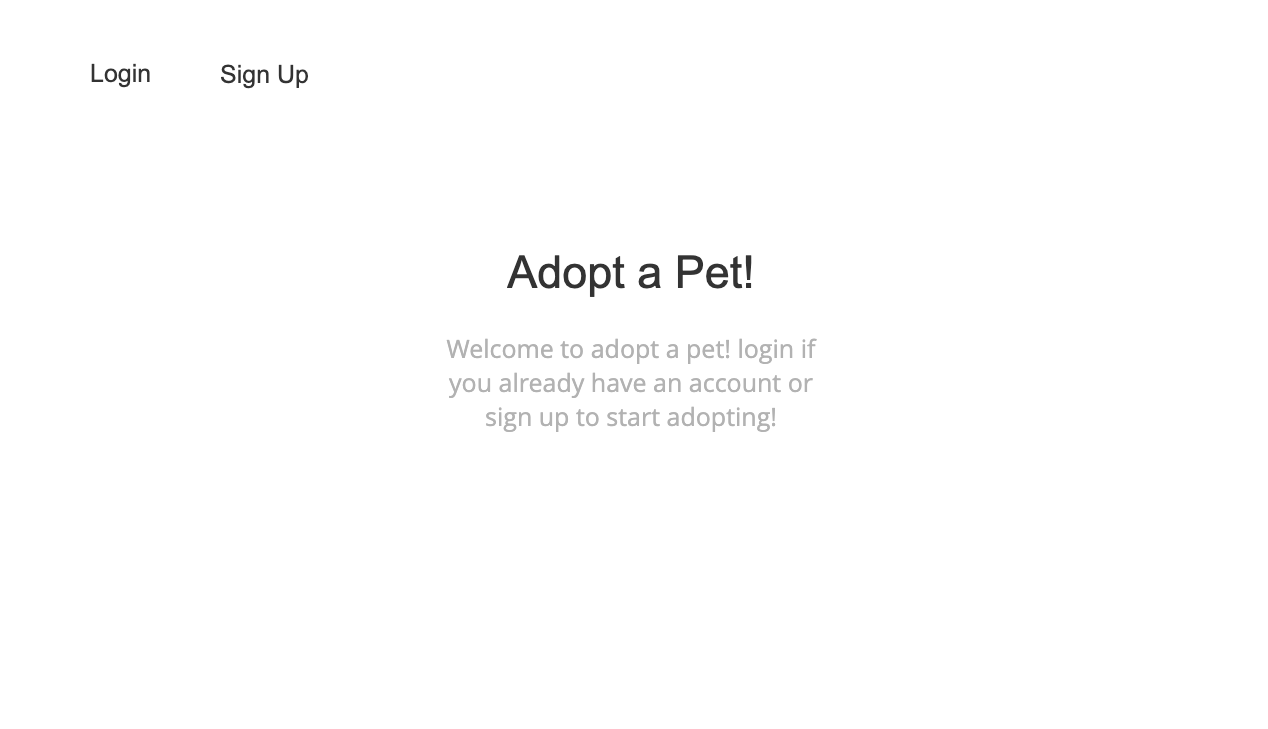 Login
Sign Up
Adopt a Pet!
Welcome to adopt a pet! login if
you already have an account or
sign up to start adopting!